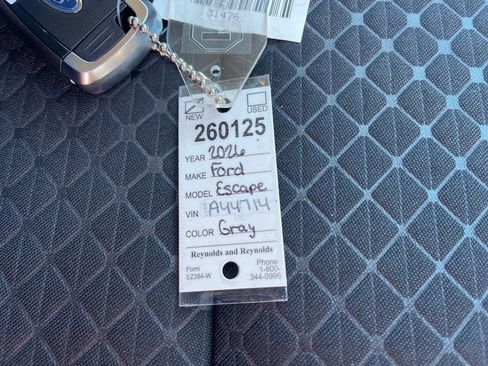 NEW USED
260125
YEAR 2026
MAKE Ford
MODEL Escape
VIN A44714
COLOR Gray
Reynolds and Reynolds
Form
EZ384-W
Phone
1-800-
344-0996